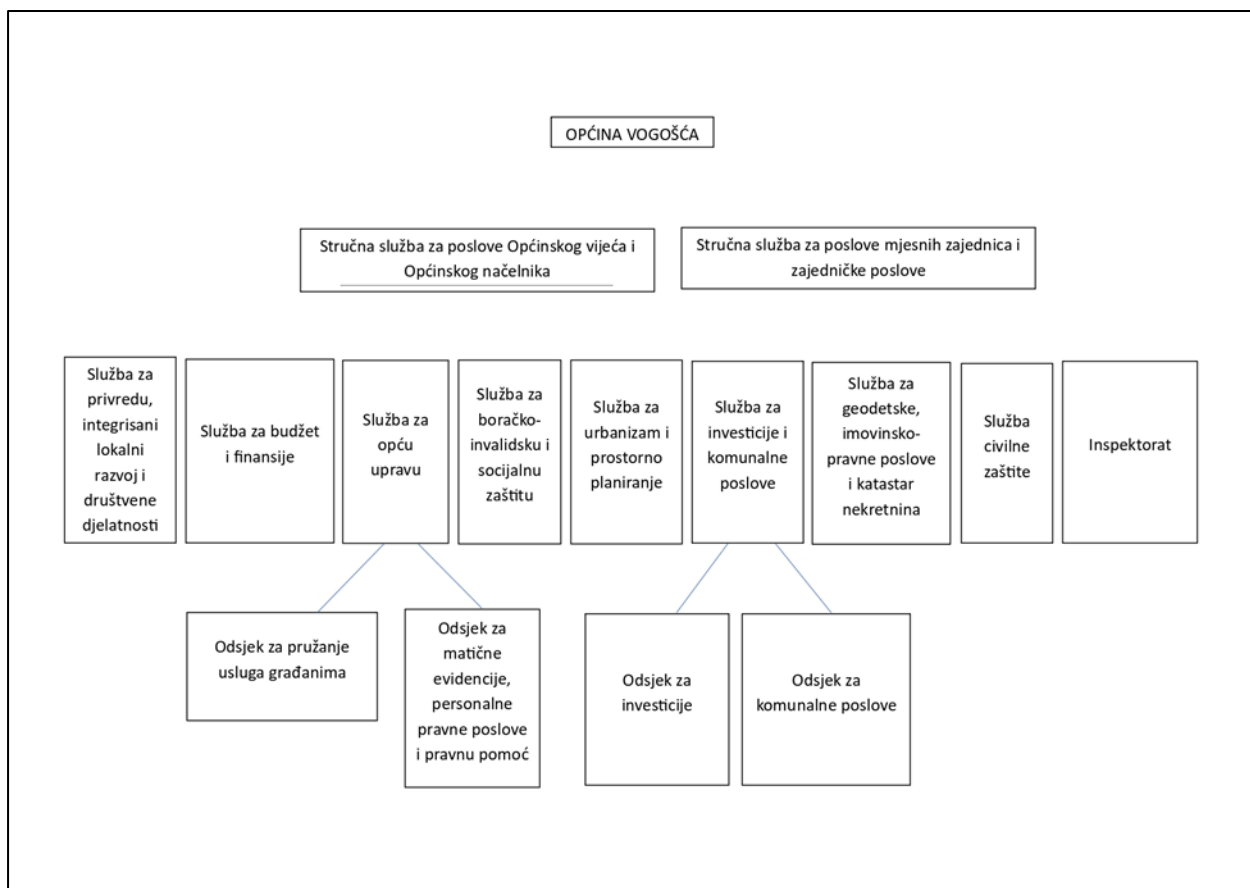 OPĆINA VOGOŠĆA
Stručna služba za poslove Općinskog vijeća i
Općinskog načelnika
Stručna služba za poslove mjesnih zajednica i
zajedničke poslove
Služba za
privredu,
integrisani
lokalni
razvoj i
društvene
djelatnosti
Služba za budžet
i finansije
Služba za
opću
upravu
Služba za
boračko-
invalidsku i
socijalnu
zaštitu
Služba za
urbanizam i
prostorno
planiranje
Služba za
investicije i
komunalne
poslove
Služba za
geodetske,
imovinsko-
pravne poslove
i katastar
nekretnina
Služba
civilne
zaštite
Inspektorat
Odsjek za pružanje
usluga građanima
Odsjek za
matične
evidencije,
personalne
pravne poslove
i pravnu pomoć
Odsjek za
investicije
Odsjek za
komunalne poslove